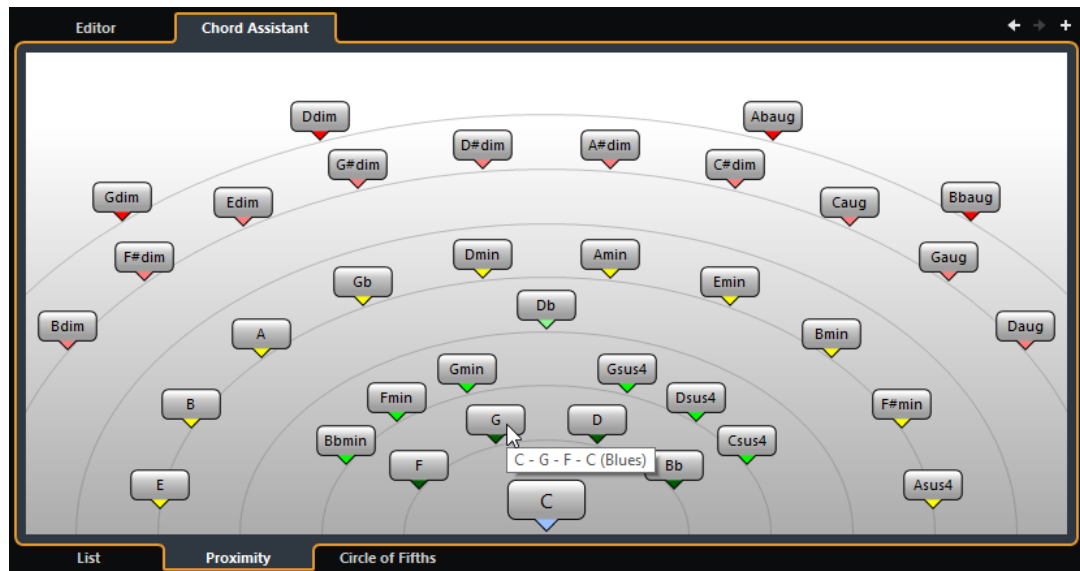 Editor
Chord Assistant
Ddim
Abaug
D#dim
A#dim
G#dim
C#dim
Gdim
Edim
Caug
Bbaug
F#dim
Dmin
Amin
Gaug
Gb
Emin
Db
Bdim
A
Bmin
Daug
Gmin
Gsus4
Fmin
Dsus4
B
F#min
G
D
Bbmin
Csus4
C - G - F - C (Blues)
F
Bb
E
Asus4
C
List
Proximity
Circle of Fifths